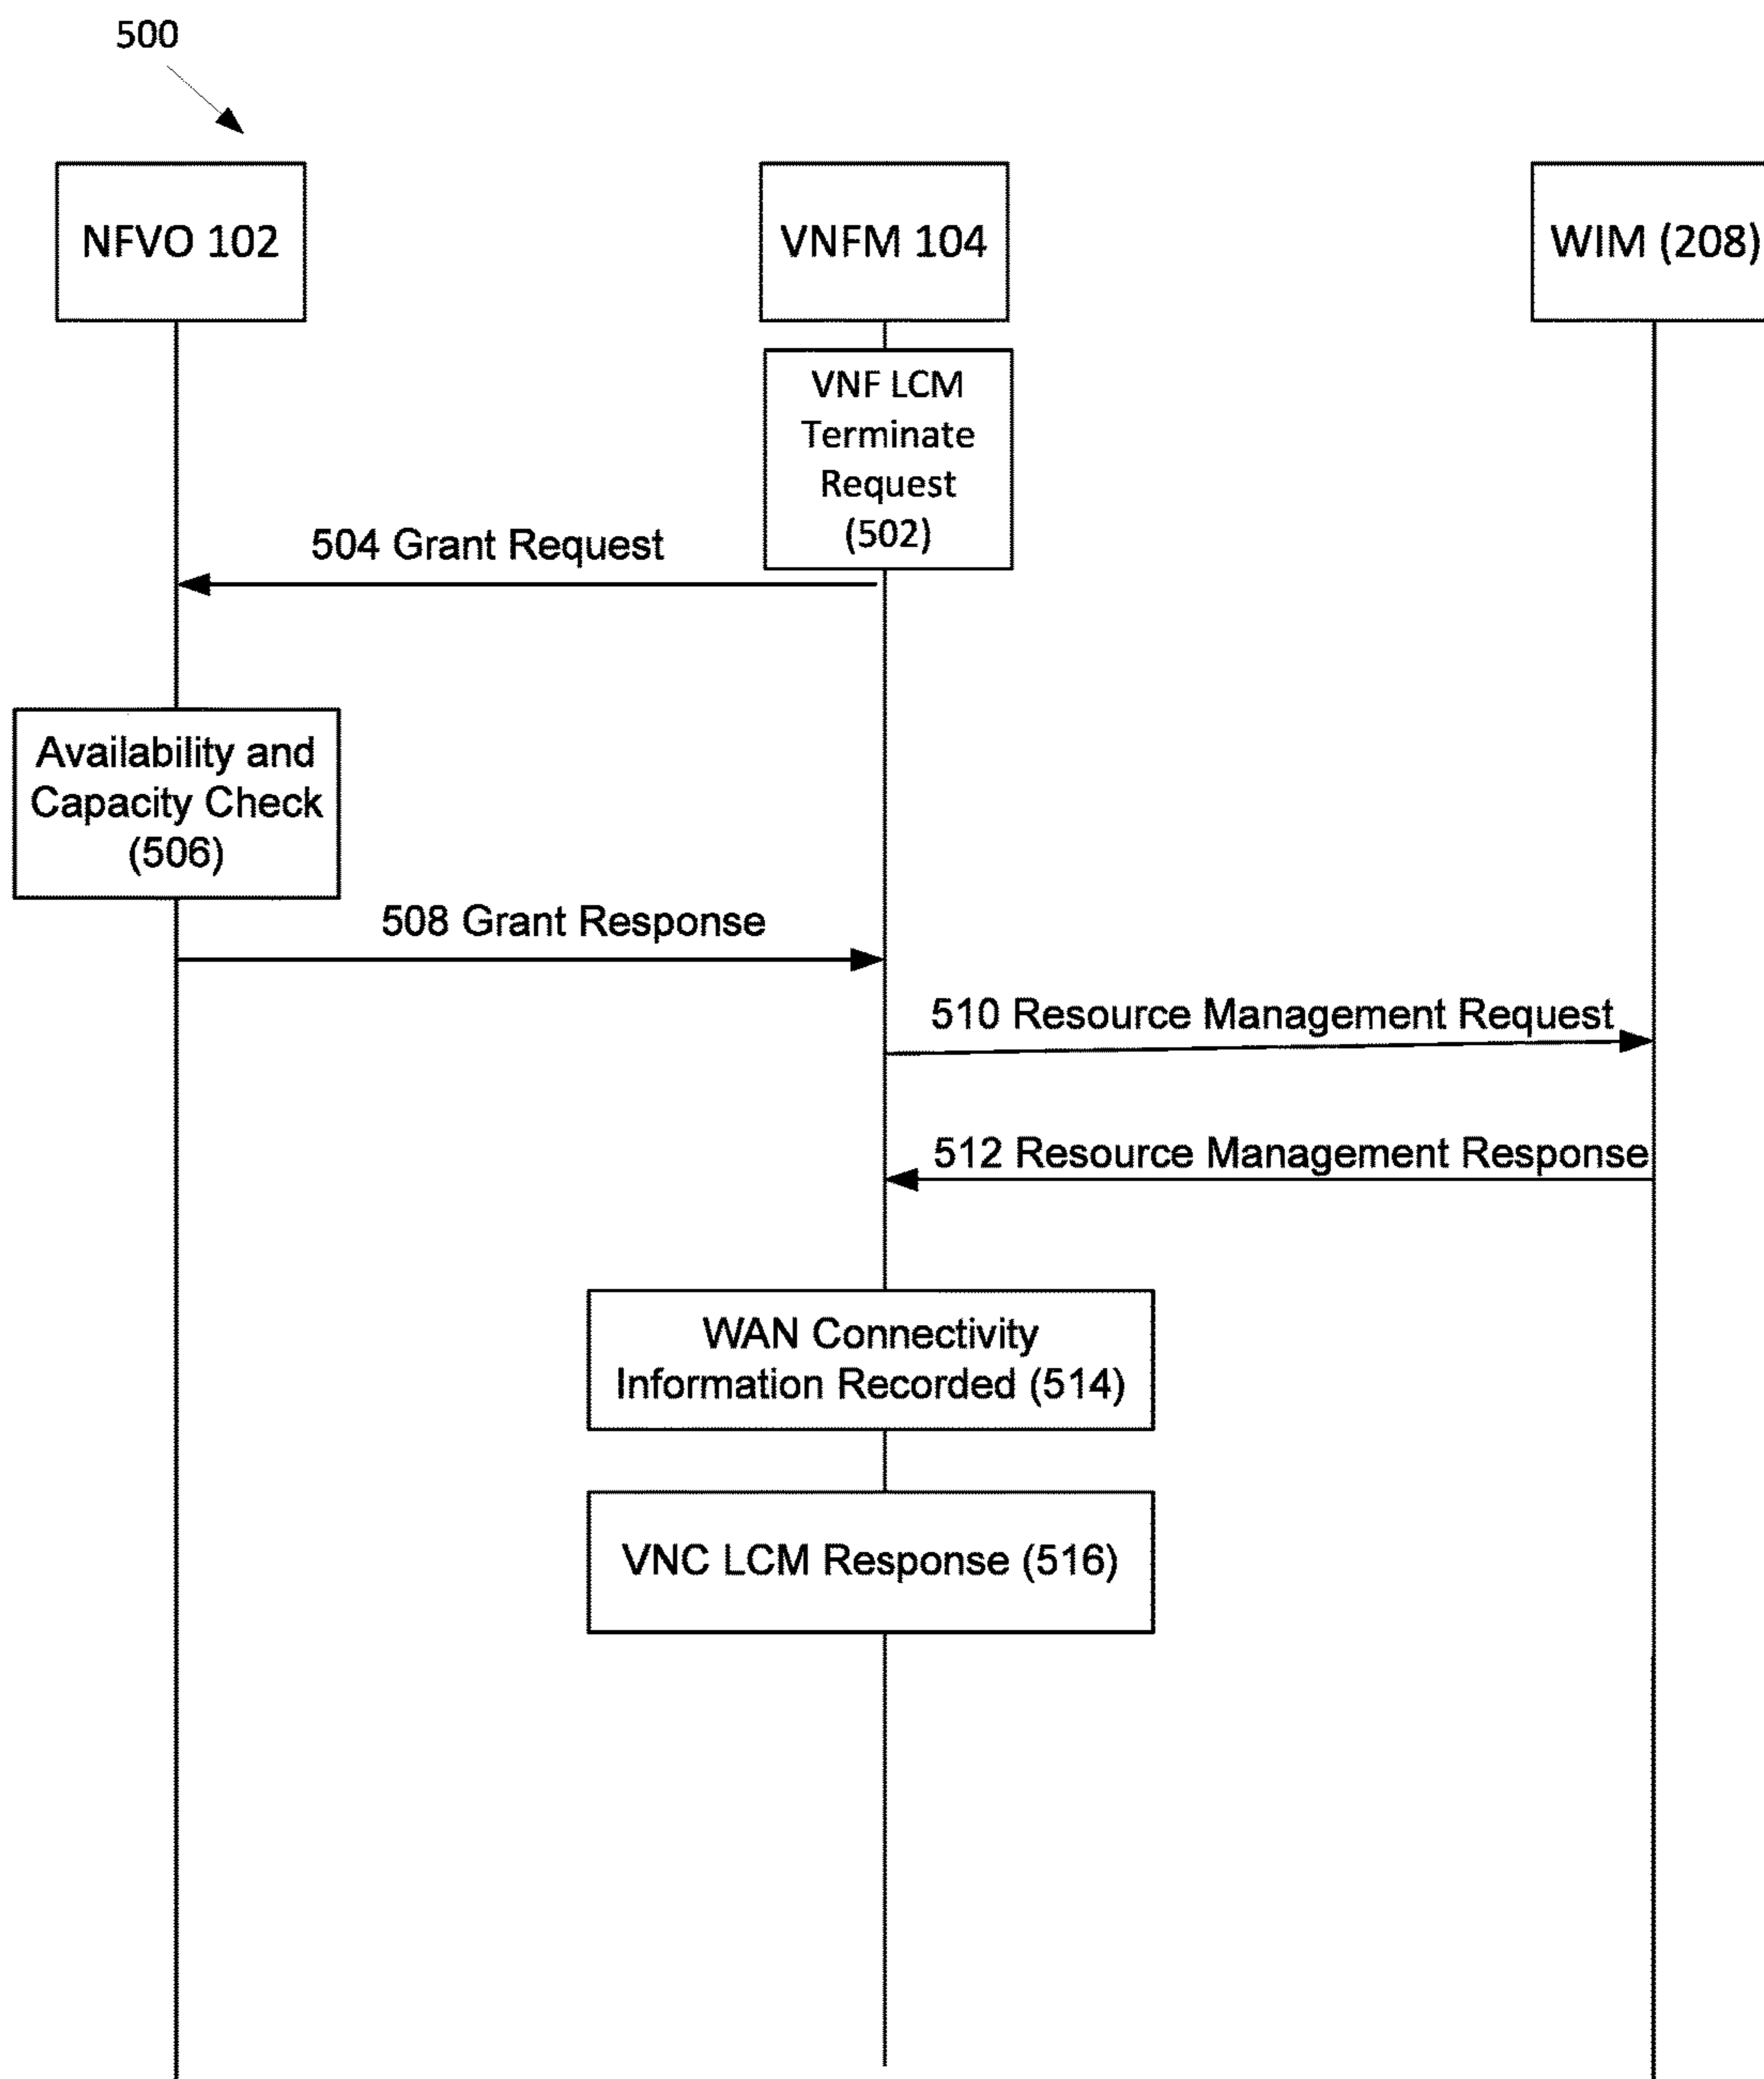 500
NFVO 102
VNFM 104
WIM (208)
VNF LCM
Terminate
Request
(502)
504 Grant Request
Availability and
Capacity Check
(506)
508 Grant Response
510 Resource Management Request
512 Resource Management Response
WAN Connectivity
Information Recorded (514)
VNC LCM Response (516)